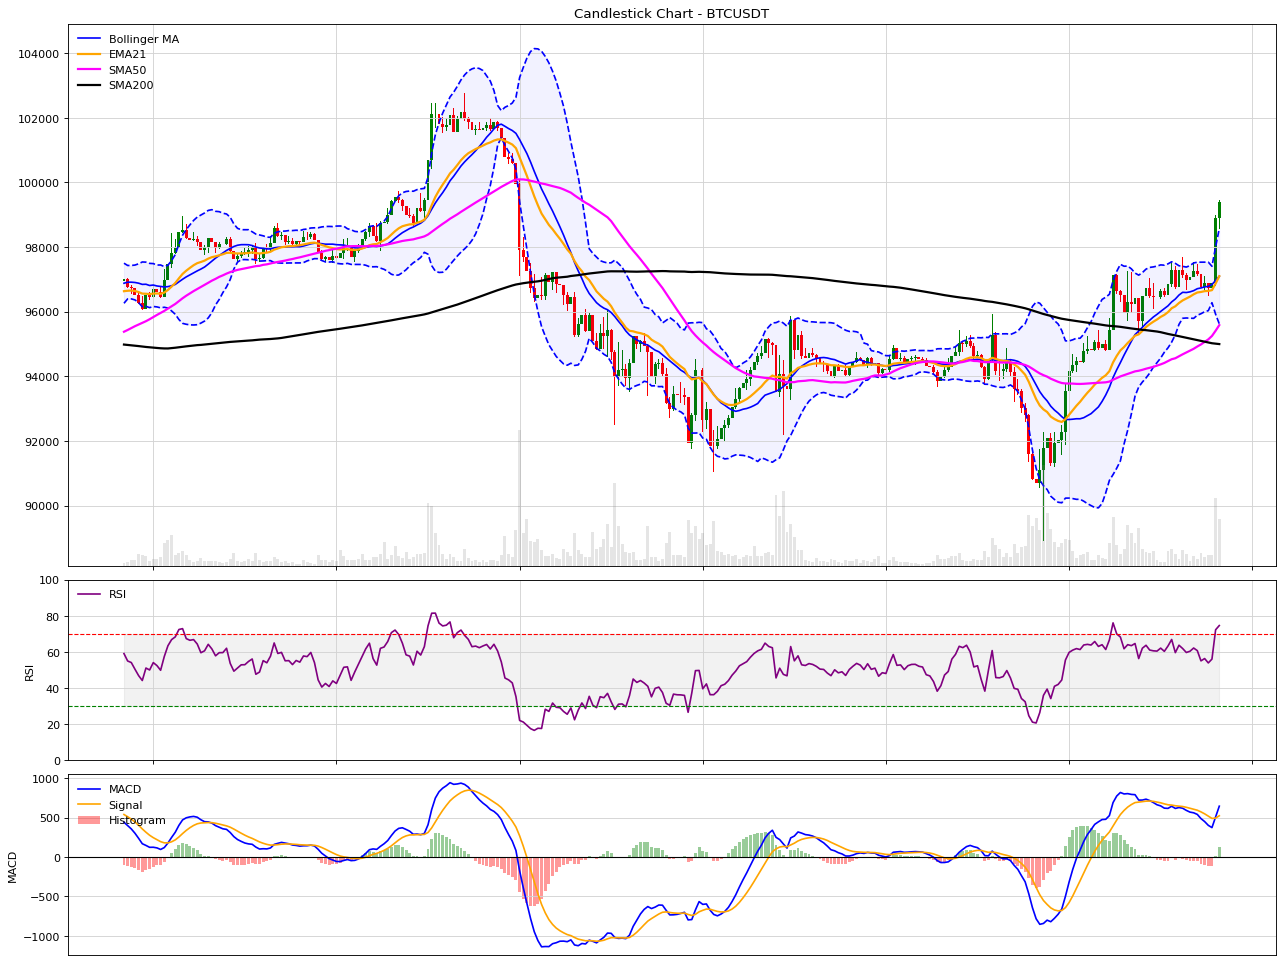 Candlestick Chart - BTCUSDT
Bollinger MA
EMA21
SMA50
SMA200
104000
102000
100000
98000
96000
94000
92000
90000
RSI
100
80
60
40
20
0
RSI
MACD
Signal
Histogram
1000
500
0
−500
−1000
MACD